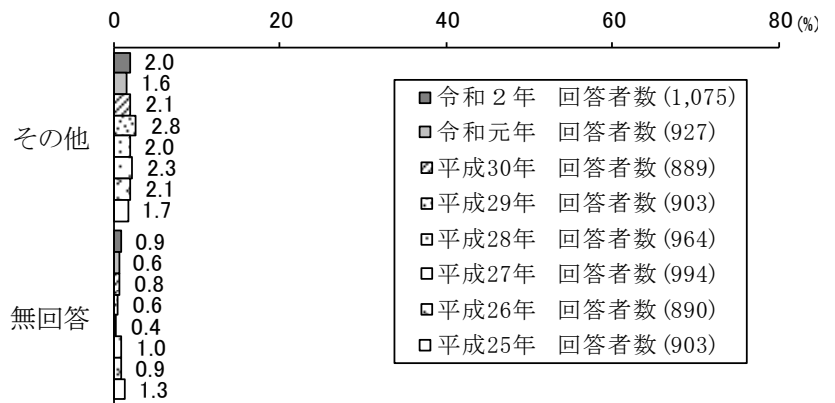 0 20 40 60 80 (%)
その他
2.0
1.6
2.1
2.8
2.0
2.3
2.1
1.7
無回答
0.9
0.6
0.8
0.6
0.4
1.0
0.9
1.3
令和２年 回答者数(1,075)
令和元年 回答者数(927)
平成30年 回答者数(889)
平成29年 回答者数(903)
平成28年 回答者数(964)
平成27年 回答者数(994)
平成26年 回答者数(890)
平成25年 回答者数(903)